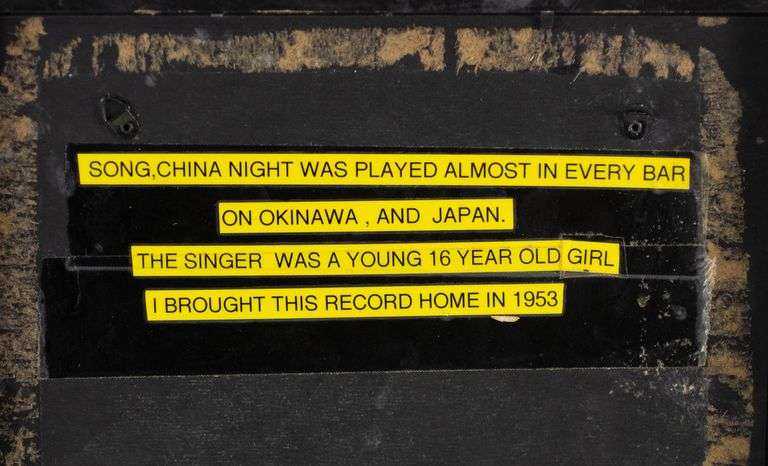 SONG,CHINA NIGHT WAS PLAYED ALMOST IN EVERY BAR
ON OKINAWA , AND JAPAN.
THE SINGER WAS A YOUNG 16 YEAR OLD GIRL
I BROUGHT THIS RECORD HOME IN 1953